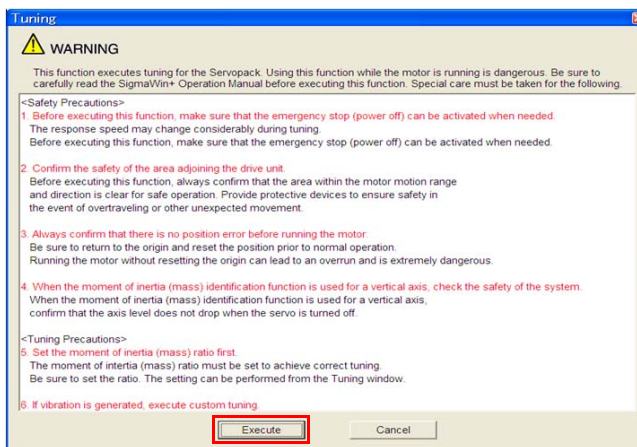 Tuning
WARNING
This function executes tuning for the Servopack. Using this function while the motor is running is dangerous. Be sure to
carefully read the SigmaWin+ Operation Manual before executing this function. Special care must be taken for the following.
<Safety Precautions>
1. Before executing this function, make sure that the emergency stop (power off) can be activated when needed.
The response speed may change considerably during tuning.
Before executing this function, make sure that the emergency stop (power off) can be activated when needed.
2. Confirm the safety of the area adjoining the drive unit.
Before executing this function, always confirm that the area within the motor motion range
and direction is clear for safe operation. Provide protective devices to ensure safety in
the event of overtraveling or other unexpected movement.
3. Always confirm that there is no position error before running the motor.
Be sure to return to the origin and reset the position prior to normal operation.
Running the motor without resetting the origin can lead to an overrun and is extremely dangerous.
4. When the moment of inertia (mass) identification function is used for a vertical axis, check the safety of the system.
When the moment of inertia (mass) identification function is used for a vertical axis,
confirm that the axis level does not drop when the servo is turned off.
<Tuning Precautions>
5. Set the moment of inertia (mass) ratio first.
The moment of intertia (mass) ratio must be set to achieve correct tuning.
Be sure to set the ratio. The setting can be performed from the Tuning window.
6. If vibration is generated, execute custom tuning.
Execute
Cancel